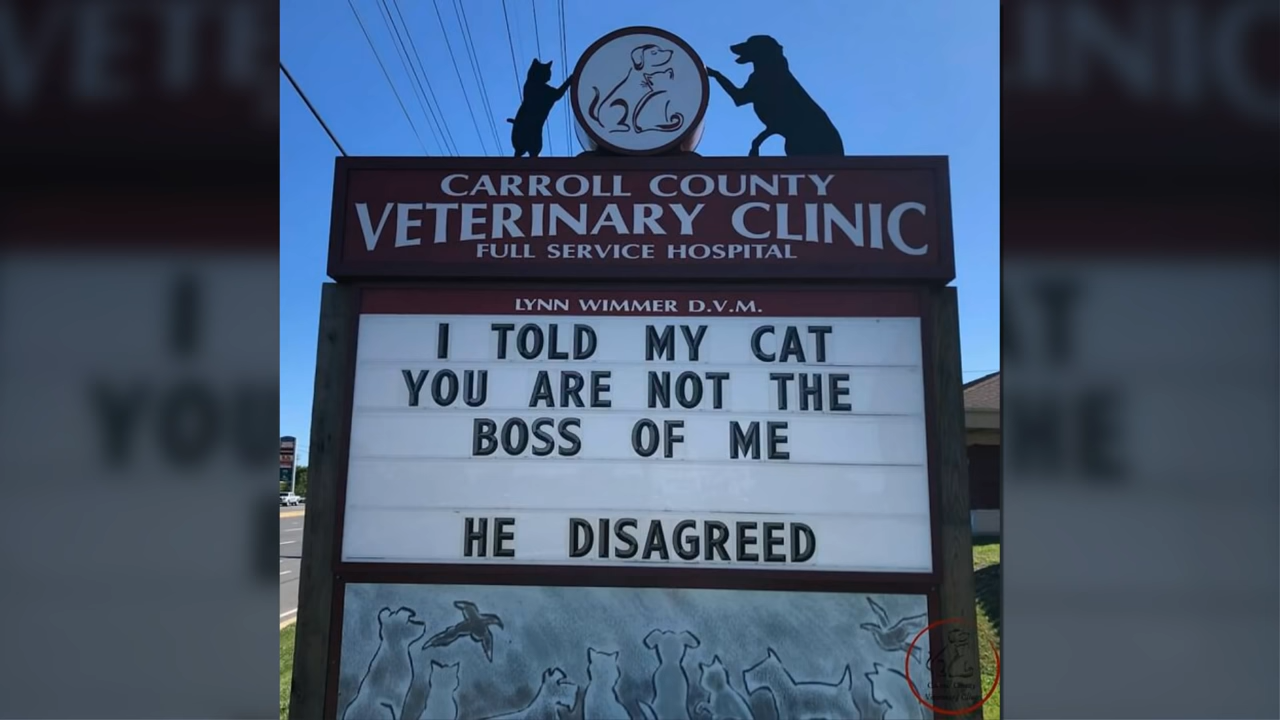 CARROLL COUNTY
VETERINARY CLINIC
FULL SERVICE HOSPITAL
LYNN WIMMER D.V.M.
I TOLD MY CAT
YOU ARE NOT THE
BOSS OF ME
HE DISAGREED